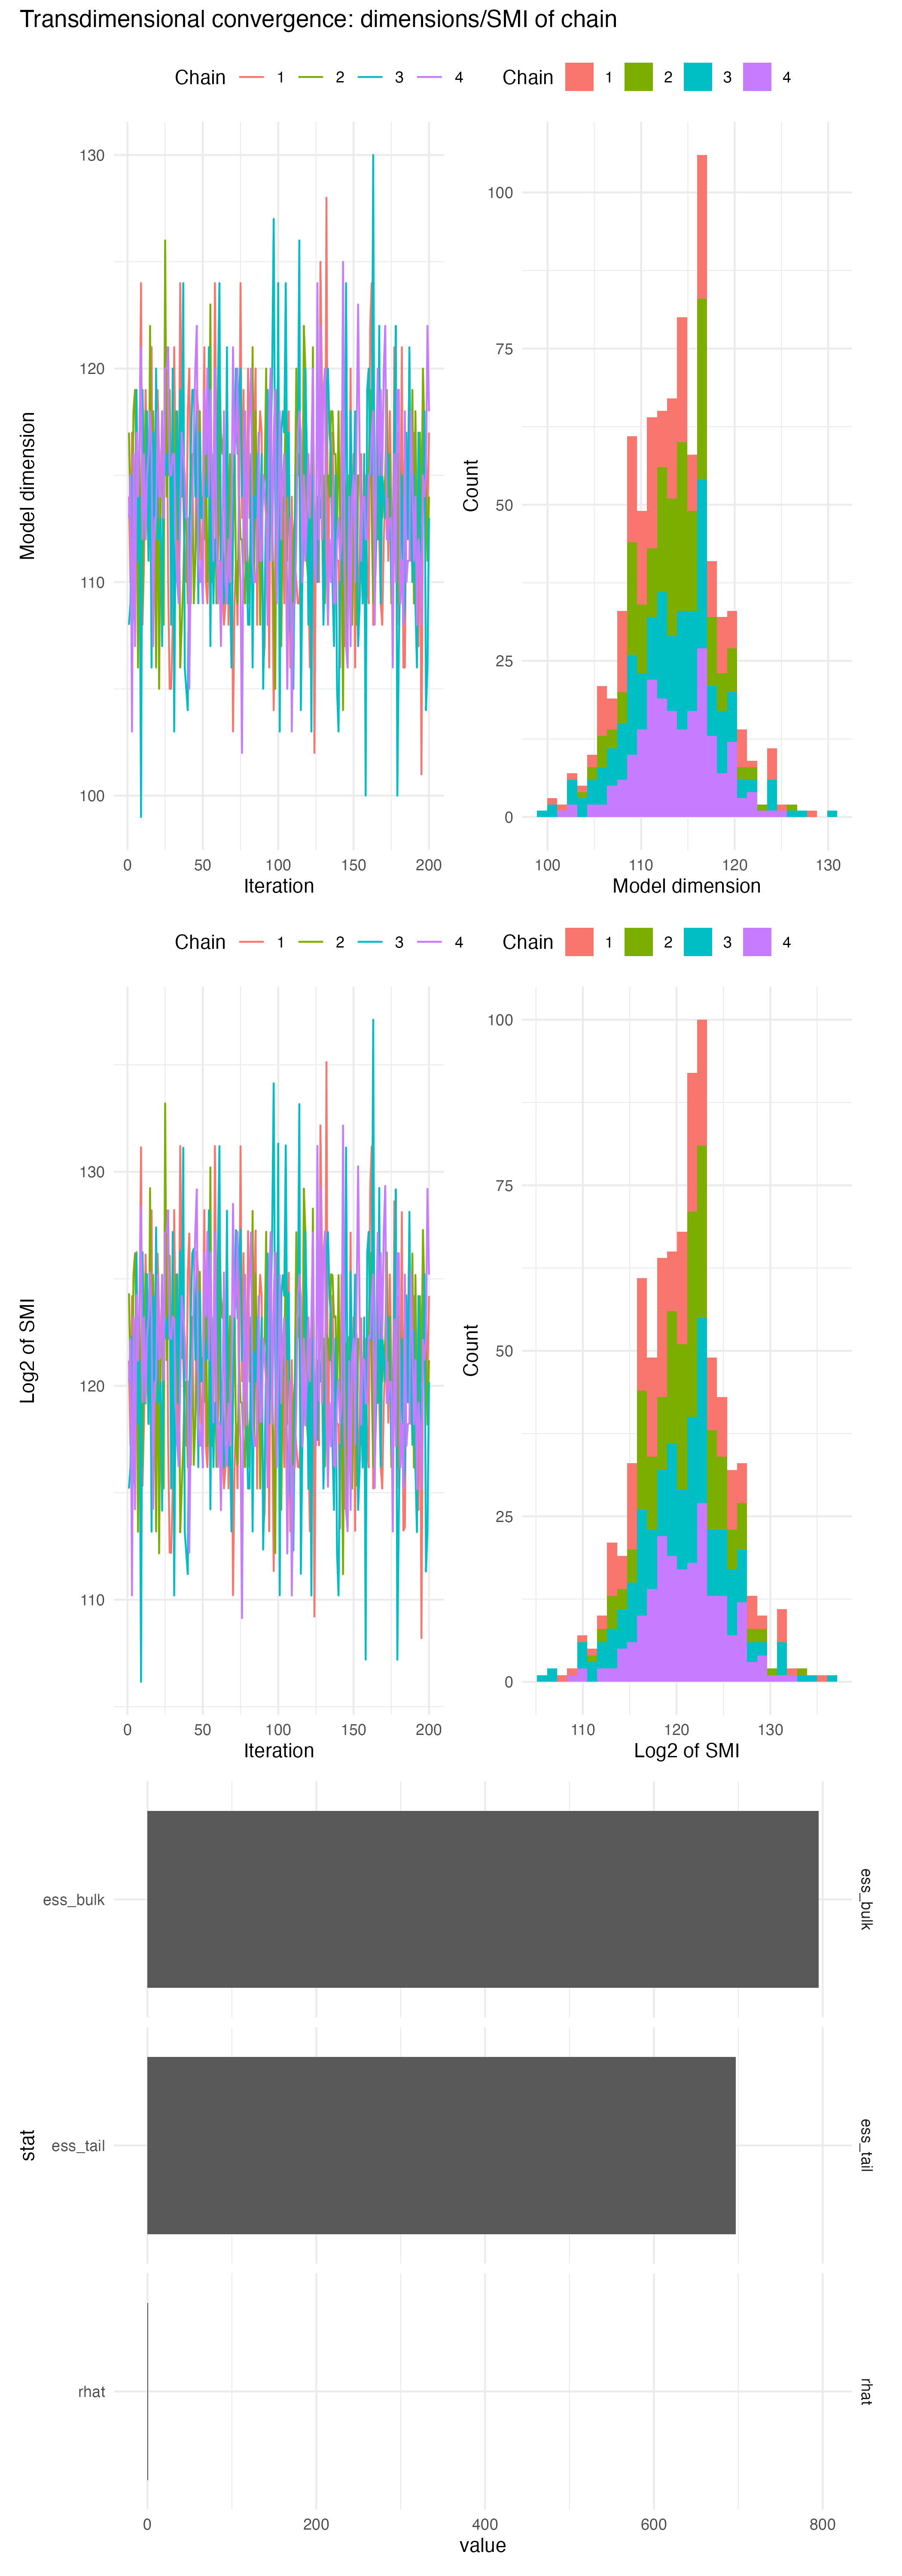 Transdimensional convergence: dimensions/SMI of chain
Chain 1 2 3 4
Chain 1 2 3 4
130
120
110
100
Model dimension
0 50 100 150 200
Iteration
100
75
50
25
0
Count
100 110 120 130
Model dimension
Chain 1 2 3 4
Chain 1 2 3 4
130
120
110
Log2 of SMI
0 50 100 150 200
Iteration
100
75
50
25
0
Count
110 120 130
Log2 of SMI
ess_bulk
ess_bulk
stat
ess_tail
ess_tail
rhat
rhat
0 200 400 600 800
value